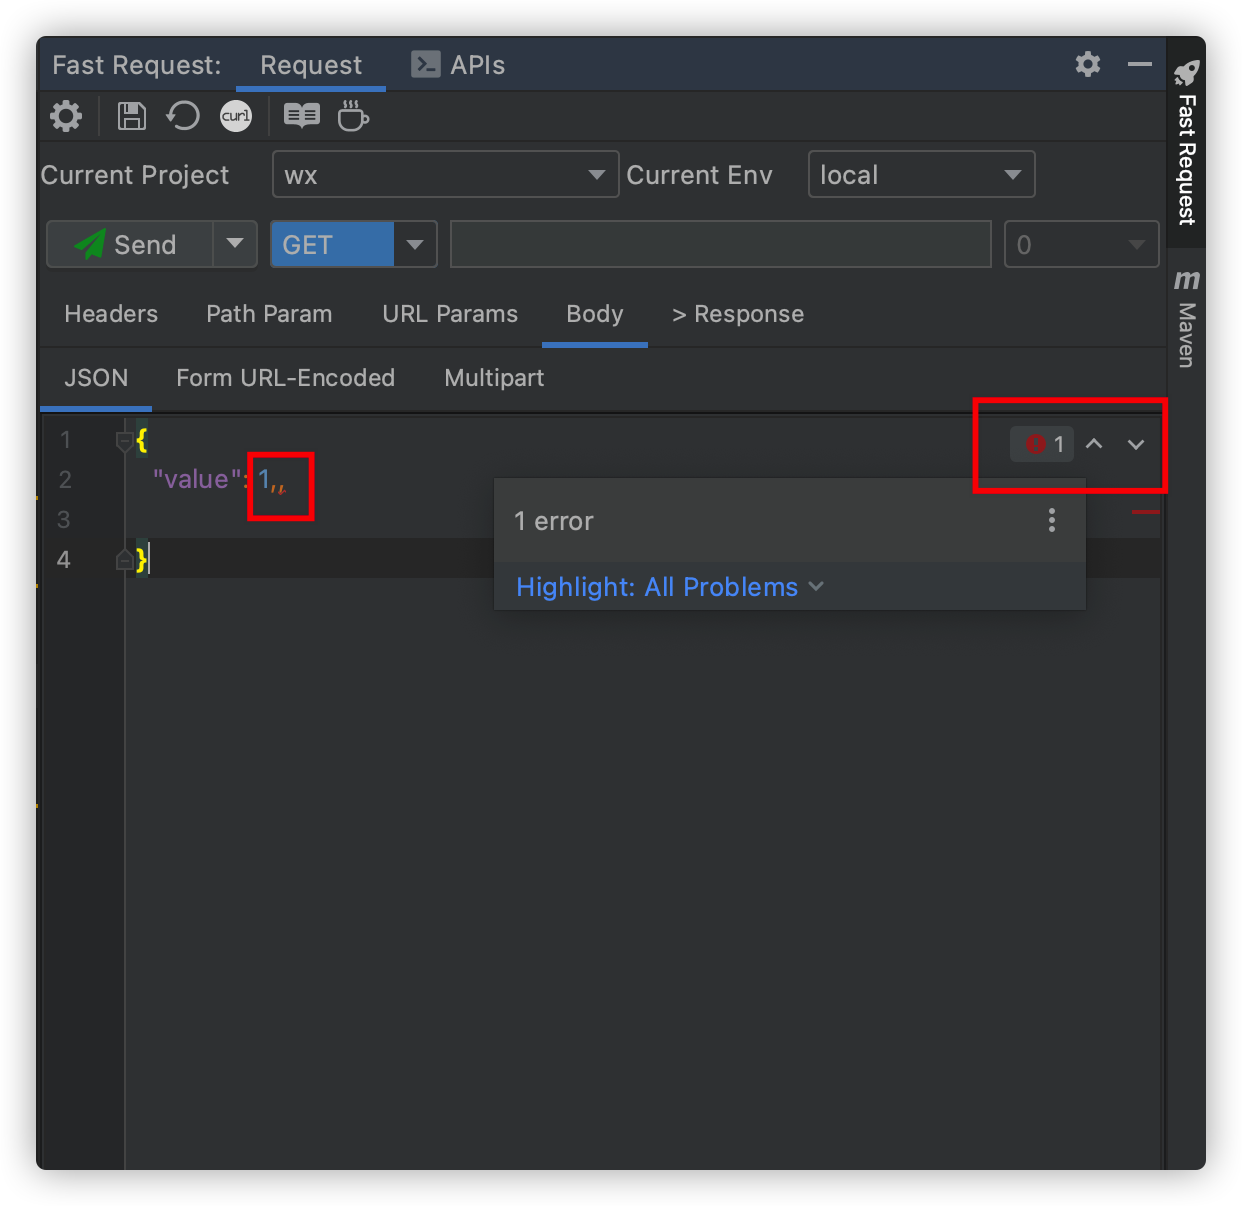 Fast Request: Request APIs
curl
Current Project wx Current Env local
Send GET 0
Headers Path Param URL Params Body > Response
JSON Form URL-Encoded Multipart
1 {
2 "value": 1,,
3
4 }
1
1 error
Highlight: All Problems
Fast Request
m Maven